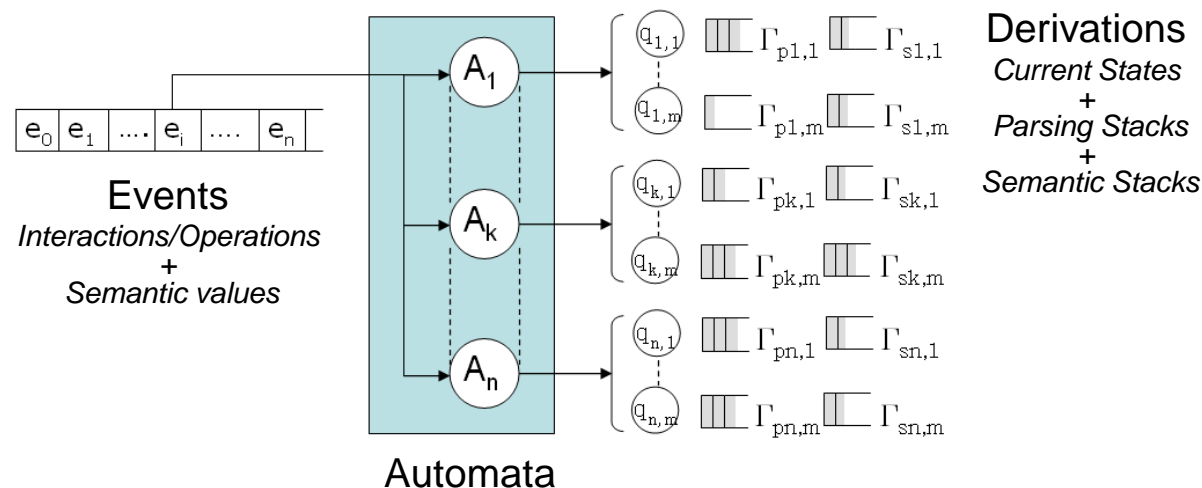 e0 e1 .... ei .... en
Events
Interactions/Operations
+
Semantic values
A1
Ak
An
Automata
q1,1 Γp1,1 Γs1,1
q1,m Γp1,m Γs1,m
qk,1 Γpk,1 Γsk,1
qk,m Γpk,m Γsk,m
qn,1 Γpn,1 Γsn,1
qn,m Γpn,m Γsn,m
Derivations
Current States
+
Parsing Stacks
+
Semantic Stacks